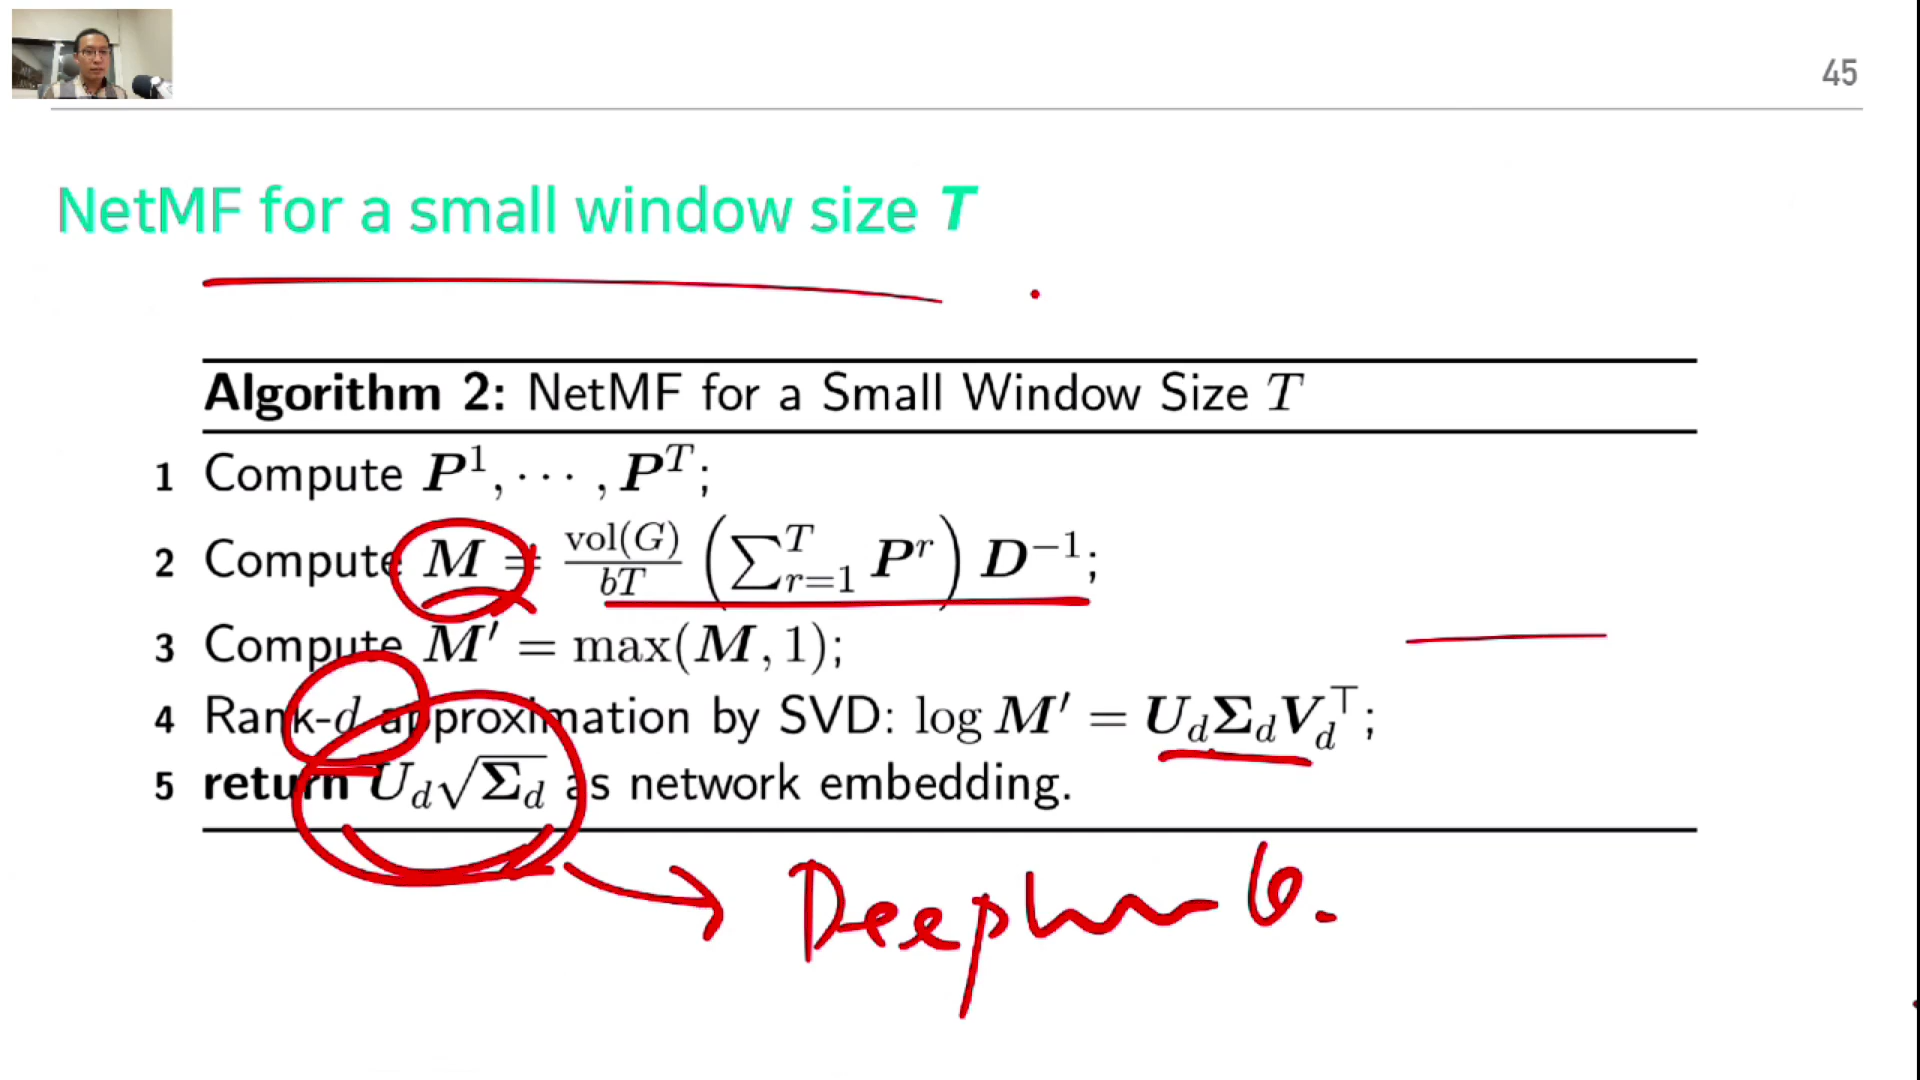 45
NetMF for a small window size T
Algorithm 2: NetMF for a Small Window Size T
1 Compute P^1, ··· , P^T;
2 Compute M = vol(G)/bT (∑_{r=1}^{T} P^r) D^{-1};
3 Compute M′ = max(M, 1);
4 Rank-d approximation by SVD: log M′ = U_d Σ_d V_d^⊤;
5 return U_d √Σ_d as network embedding.